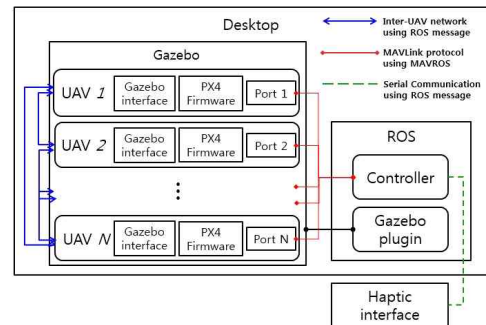 Desktop
Gazebo
UAV 1
Gazebo
interface
PX4
Firmware
Port 1
UAV 2
Gazebo
interface
PX4
Firmware
Port 2
⋮
UAV N
Gazebo
interface
PX4
Firmware
Port N
Inter-UAV network
using ROS message
MAVLink protocol
using MAVROS
Serial Communication
using ROS message
ROS
Controller
Gazebo
plugin
Haptic
interface